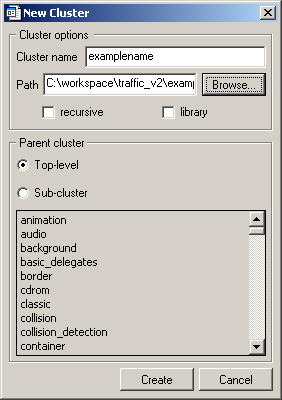 New Cluster
Cluster options
Cluster name examplename
Path C:\workspace\traffic_v2\examp Browse...
recursive library
Parent cluster
Top-level
Sub-cluster
animation
audio
background
basic_delegates
border
cdrom
classic
collision
collision_detection
container
Create Cancel